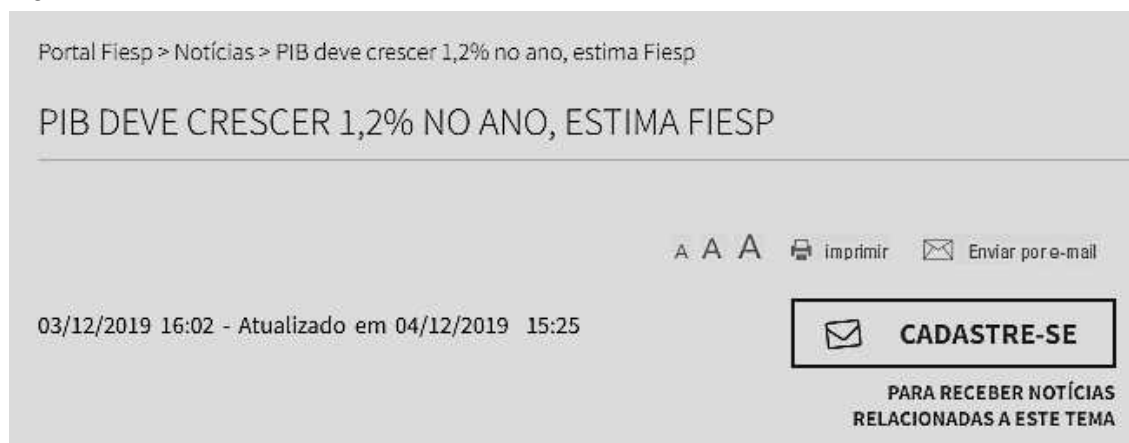 Portal Fiesp > Notícias > PIB deve crescer 1,2% no ano, estima Fiesp
PIB DEVE CRESCER 1,2% NO ANO, ESTIMA FIESP
A A A imprimir Enviar por e-mail
03/12/2019 16:02 - Atualizado em 04/12/2019 15:25
CADASTRE-SE
PARA RECEBER NOTÍCIAS
RELACIONADAS A ESTE TEMA